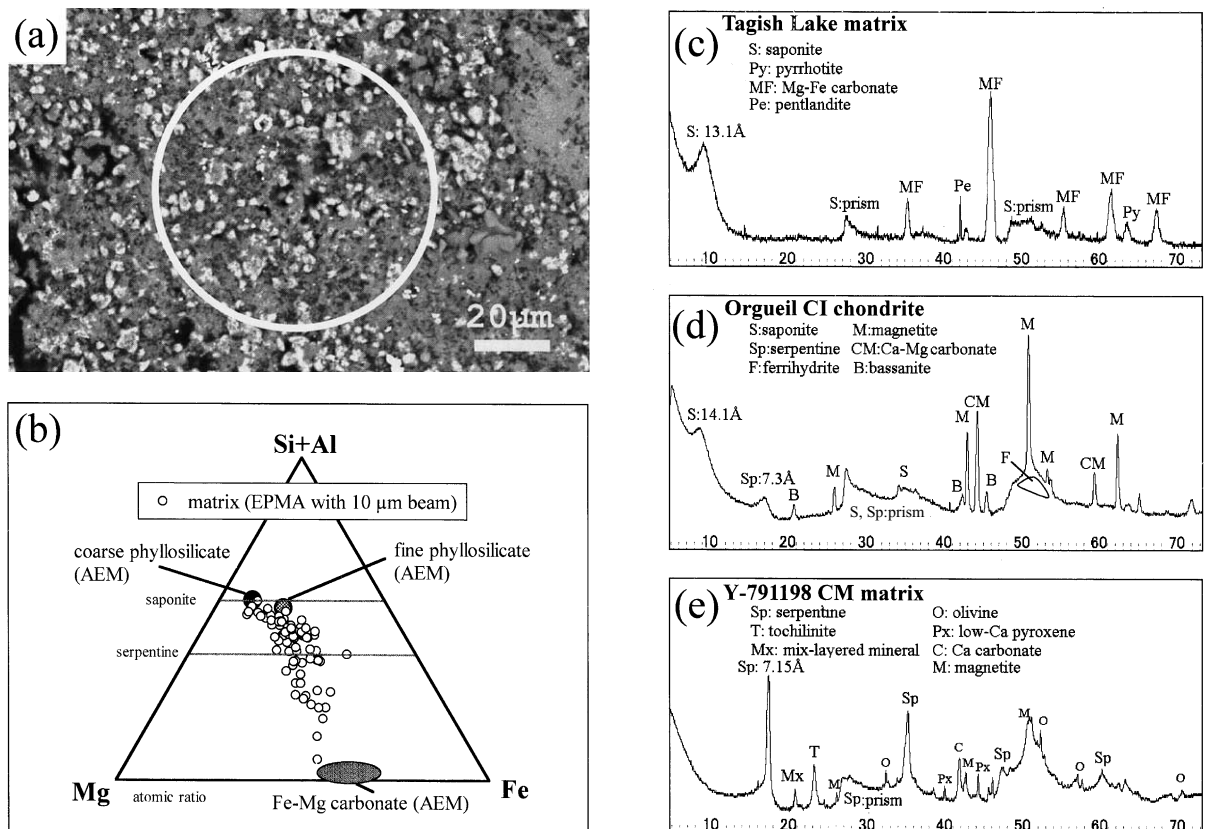 (a)
20μm
(b)
Si+Al
matrix (EPMA with 10 μm beam)
coarse phyllosilicate
(AEM)
fine phyllosilicate
(AEM)
saponite
serpentine
Mg
atomic ratio
Fe
Fe-Mg carbonate (AEM)
(c)
Tagish Lake matrix
S: saponite
Py: pyrrhotite
MF: Mg-Fe carbonate
Pe: pentlandite
S: 13.1Å
S:prism
MF
Pe
MF
S:prism
MF
MF
Py
MF
10 20 30 40 50 60 70
(d)
Orgueil CI chondrite
S:saponite M:magnetite
Sp:serpentine CM:Ca-Mg carbonate
F:ferrihydrite B:bassanite
S:14.1Å
Sp:7.3Å
B
M
S, Sp:prism
S
B
M
CM
B
F
M
M
CM
M
10 20 30 40 50 60 70
(e)
Y-791198 CM matrix
Sp: serpentine O: olivine
T: tochilinite Px: low-Ca pyroxene
Mx: mix-layered mineral C: Ca carbonate
Sp: 7.15Å M: magnetite
Mx
T
M
Sp:prism
O
Sp
Px
C
M
Px
Sp
M
O
O
Sp
O
10 20 30 40 50 60 70